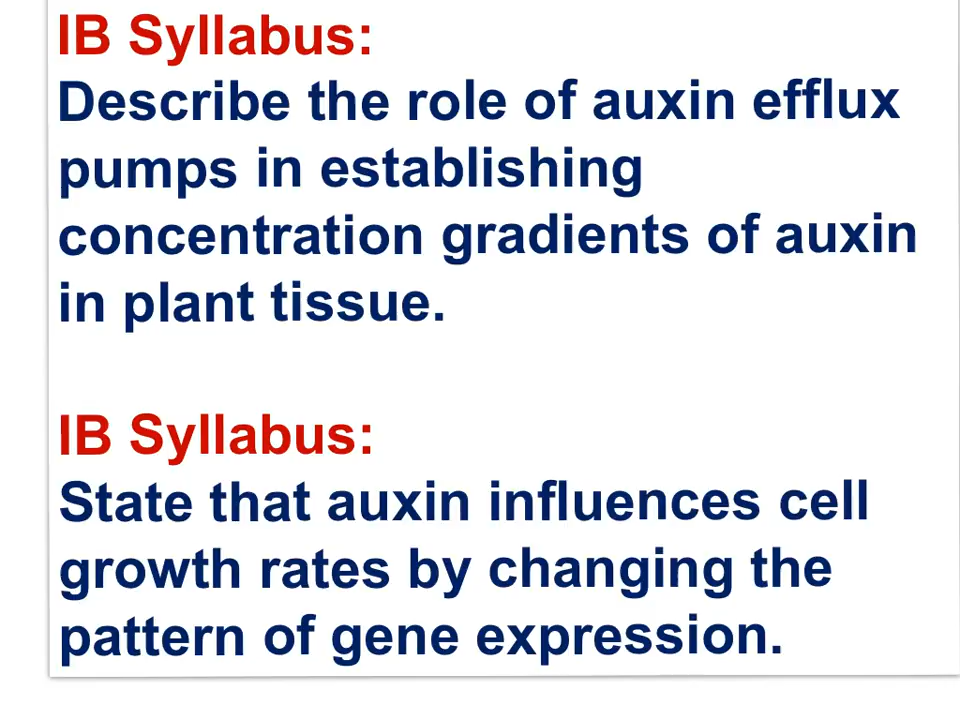 IB Syllabus:
Describe the role of auxin efflux
pumps in establishing
concentration gradients of auxin
in plant tissue.
IB Syllabus:
State that auxin influences cell
growth rates by changing the
pattern of gene expression.